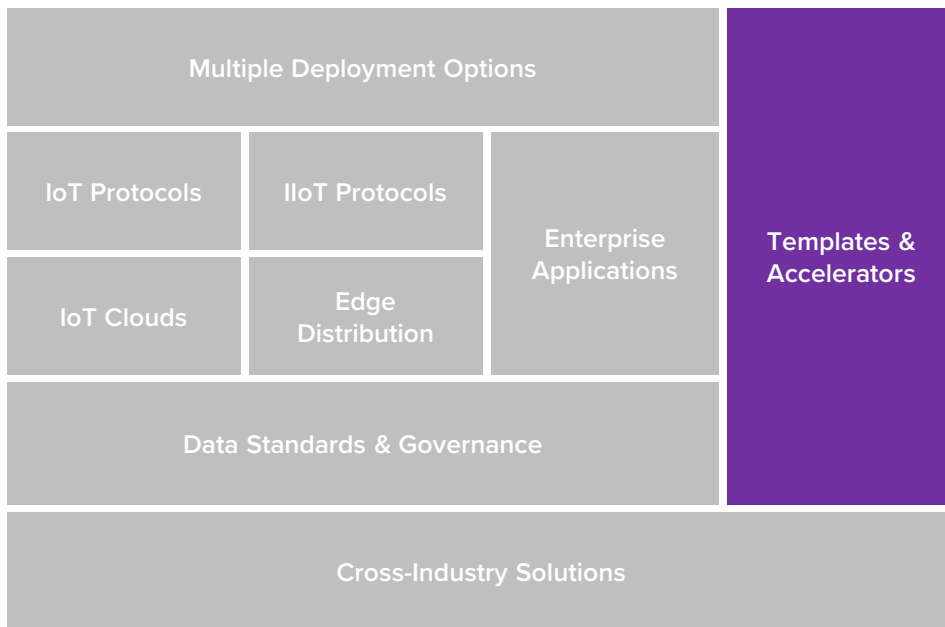 Multiple Deployment Options
IoT Protocols
IIoT Protocols
Enterprise
Applications
Templates &
Accelerators
IoT Clouds
Edge
Distribution
Data Standards & Governance
Cross-Industry Solutions